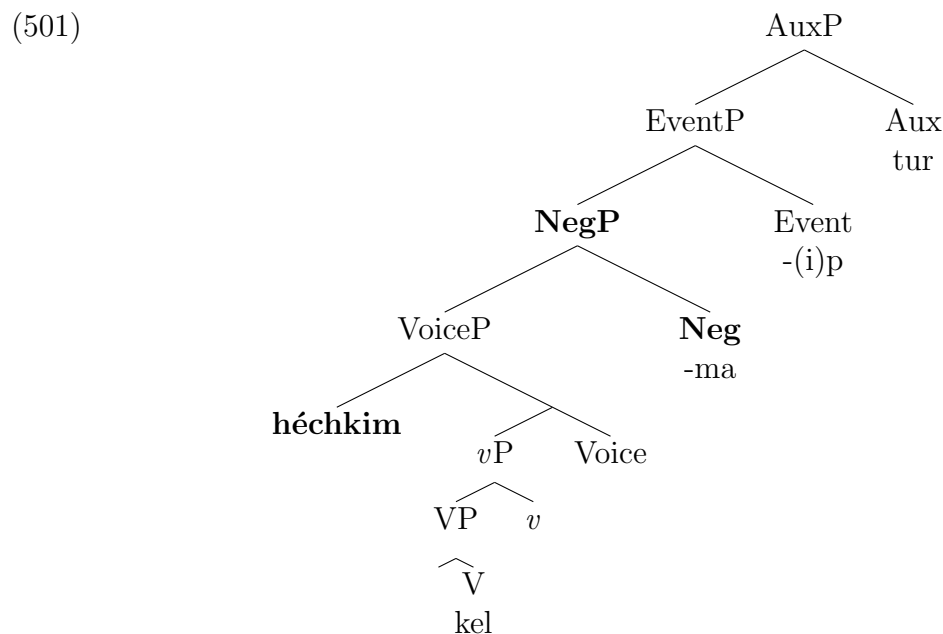 (501)
AuxP
EventP Aux
tur
NegP Event
-(i)p
VoiceP Neg
-ma
héchkim
vP Voice
VP v
V
kel